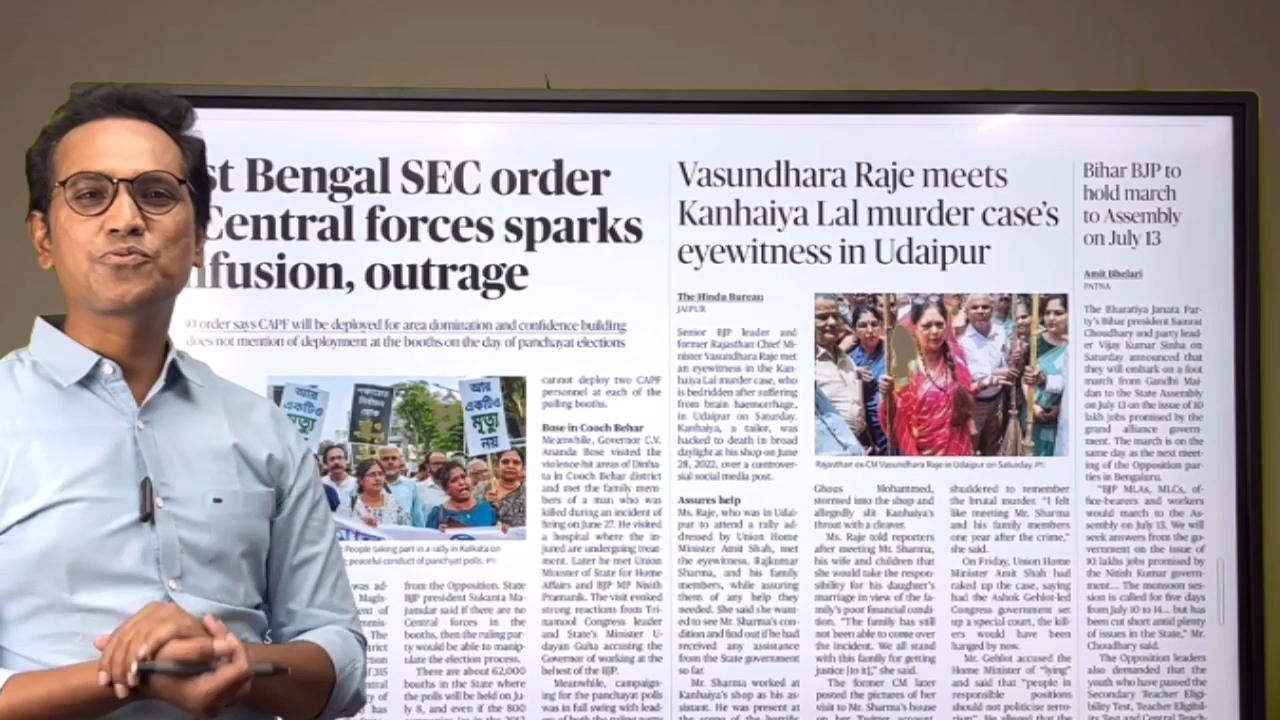 st Bengal SEC order
Central forces sparks
nfusion, outrage
order says CAPF will be deployed for area domination and confidence building
does not mention of deployment at the booths on the day of panchayat elections
আর
একটিও
মৃত্যু
আর
একটিও
মৃত্যু
নয়
People taking part in a rally in Kolkata on
peaceful conduct of panchayat polls. PTI
from the Opposition. State
BJP president Sukanta Ma-
jumdar said if there are no
Central forces in the
booths, then the ruling par-
ty would be able to manip-
ulate the election process.
There are about 62,000
booths in the State where
the polls will be held on Ju-
ly 8, and even if the 800
cannot deploy two CAPF
personnel at each of the
polling booths.
Bose in Cooch Behar
Meanwhile, Governor C.V.
Ananda Bose visited the
violence-hit areas of Dinha-
ta in Cooch Behar district
and met the family mem-
bers of a man who was
killed during an incident of
firing on June 27. He visited
a hospital where the in-
jured are undergoing treat-
ment. Later he met Union
Minister of State for Home
Affairs and BJP MP Nisith
Pramanik. The visit evoked
strong reactions from Tri-
namool Congress leader
and State's Minister U-
dayan Guha accusing the
Governor of working at the
behest of the BJP.
Meanwhile, campaign-
ing for the panchayat polls
was in full swing with lead-
Vasundhara Raje meets
Kanhaiya Lal murder case's
eyewitness in Udaipur
The Hindu Bureau
JAIPUR
Senior BJP leader and
former Rajasthan Chief Mi-
nister Vasundhara Raje met
an eyewitness in the Kan-
haiya Lal murder case, who
is bedridden after suffering
from brain haemorrhage,
in Udaipur on Saturday.
Kanhaiya, a tailor, was
hacked to death in broad
daylight at his shop on June
28, 2022, over a controver-
sial social media post.
Assures help
Ms. Raje, who was in Udai-
pur to attend a rally ad-
dressed by Union Home
Minister Amit Shah, met
the eyewitness, Rajkumar
Sharma, and his family
members, while assuring
them of any help they
needed. She said she want-
ed to see Mr. Sharma's con-
dition and find out if he had
received any assistance
from the State government
so far.
Mr. Sharma worked at
Kanhaiya's shop as his as-
sistant. He was present at
Rajasthan ex-CM Vasundhara Raje in Udaipur on Saturday. PTI
Ghous Mohammed,
stormed into the shop and
allegedly slit Kanhaiya's
throat with a cleaver.
Ms. Raje told reporters
after meeting Mr. Sharma,
his wife and children that
she would take the respon-
sibility for his daughter's
marriage in view of the fa-
mily's poor financial condi-
tion. "The family has still
not been able to come over
the incident. We all stand
with this family for getting
justice [to it]," she said.
The former CM later
posted the pictures of her
visit to Mr. Sharma's house
shuddered to remember
the brutal murder. "I felt
like meeting Mr. Sharma
and his family members
one year after the crime,"
she said.
On Friday, Union Home
Minister Amit Shah had
raked up the case, saying
had the Ashok Gehlot-led
Congress government set
up a special court, the kill-
ers would have been
hanged by now.
Mr. Gehlot accused the
Home Minister of "lying"
and said that "people in
responsible positions
should not politicise terro-
Bihar BJP to
hold march
to Assembly
on July 13
Amit Bhelari
PATNA
The Bharatiya Janata Par-
ty's Bihar president Samrat
Choudhary and party lead-
er Vijay Kumar Sinha on
Saturday announced that
they will embark on a foot
march from Gandhi Mai-
dan to the State Assembly
on July 13 on the issue of 10
lakh jobs promised by the
grand alliance govern-
ment. The march is on the
same day as the next meet-
ing of the Opposition par-
ties in Bengaluru.
"BJP MLAs, MLCs, of-
fice-bearers and workers
would march to the As-
sembly on July 13. We will
seek answers from the go-
vernment on the issue of
10 lakh jobs promised by
the Nitish Kumar govern-
ment... The monsoon ses-
sion is called for five days
from July 10 to 14... but has
been cut short amid plenty
of issues in the State," Mr.
Choudhary said.
The Opposition leaders
also demanded that the
youth who have passed the
Secondary Teacher Eligi-